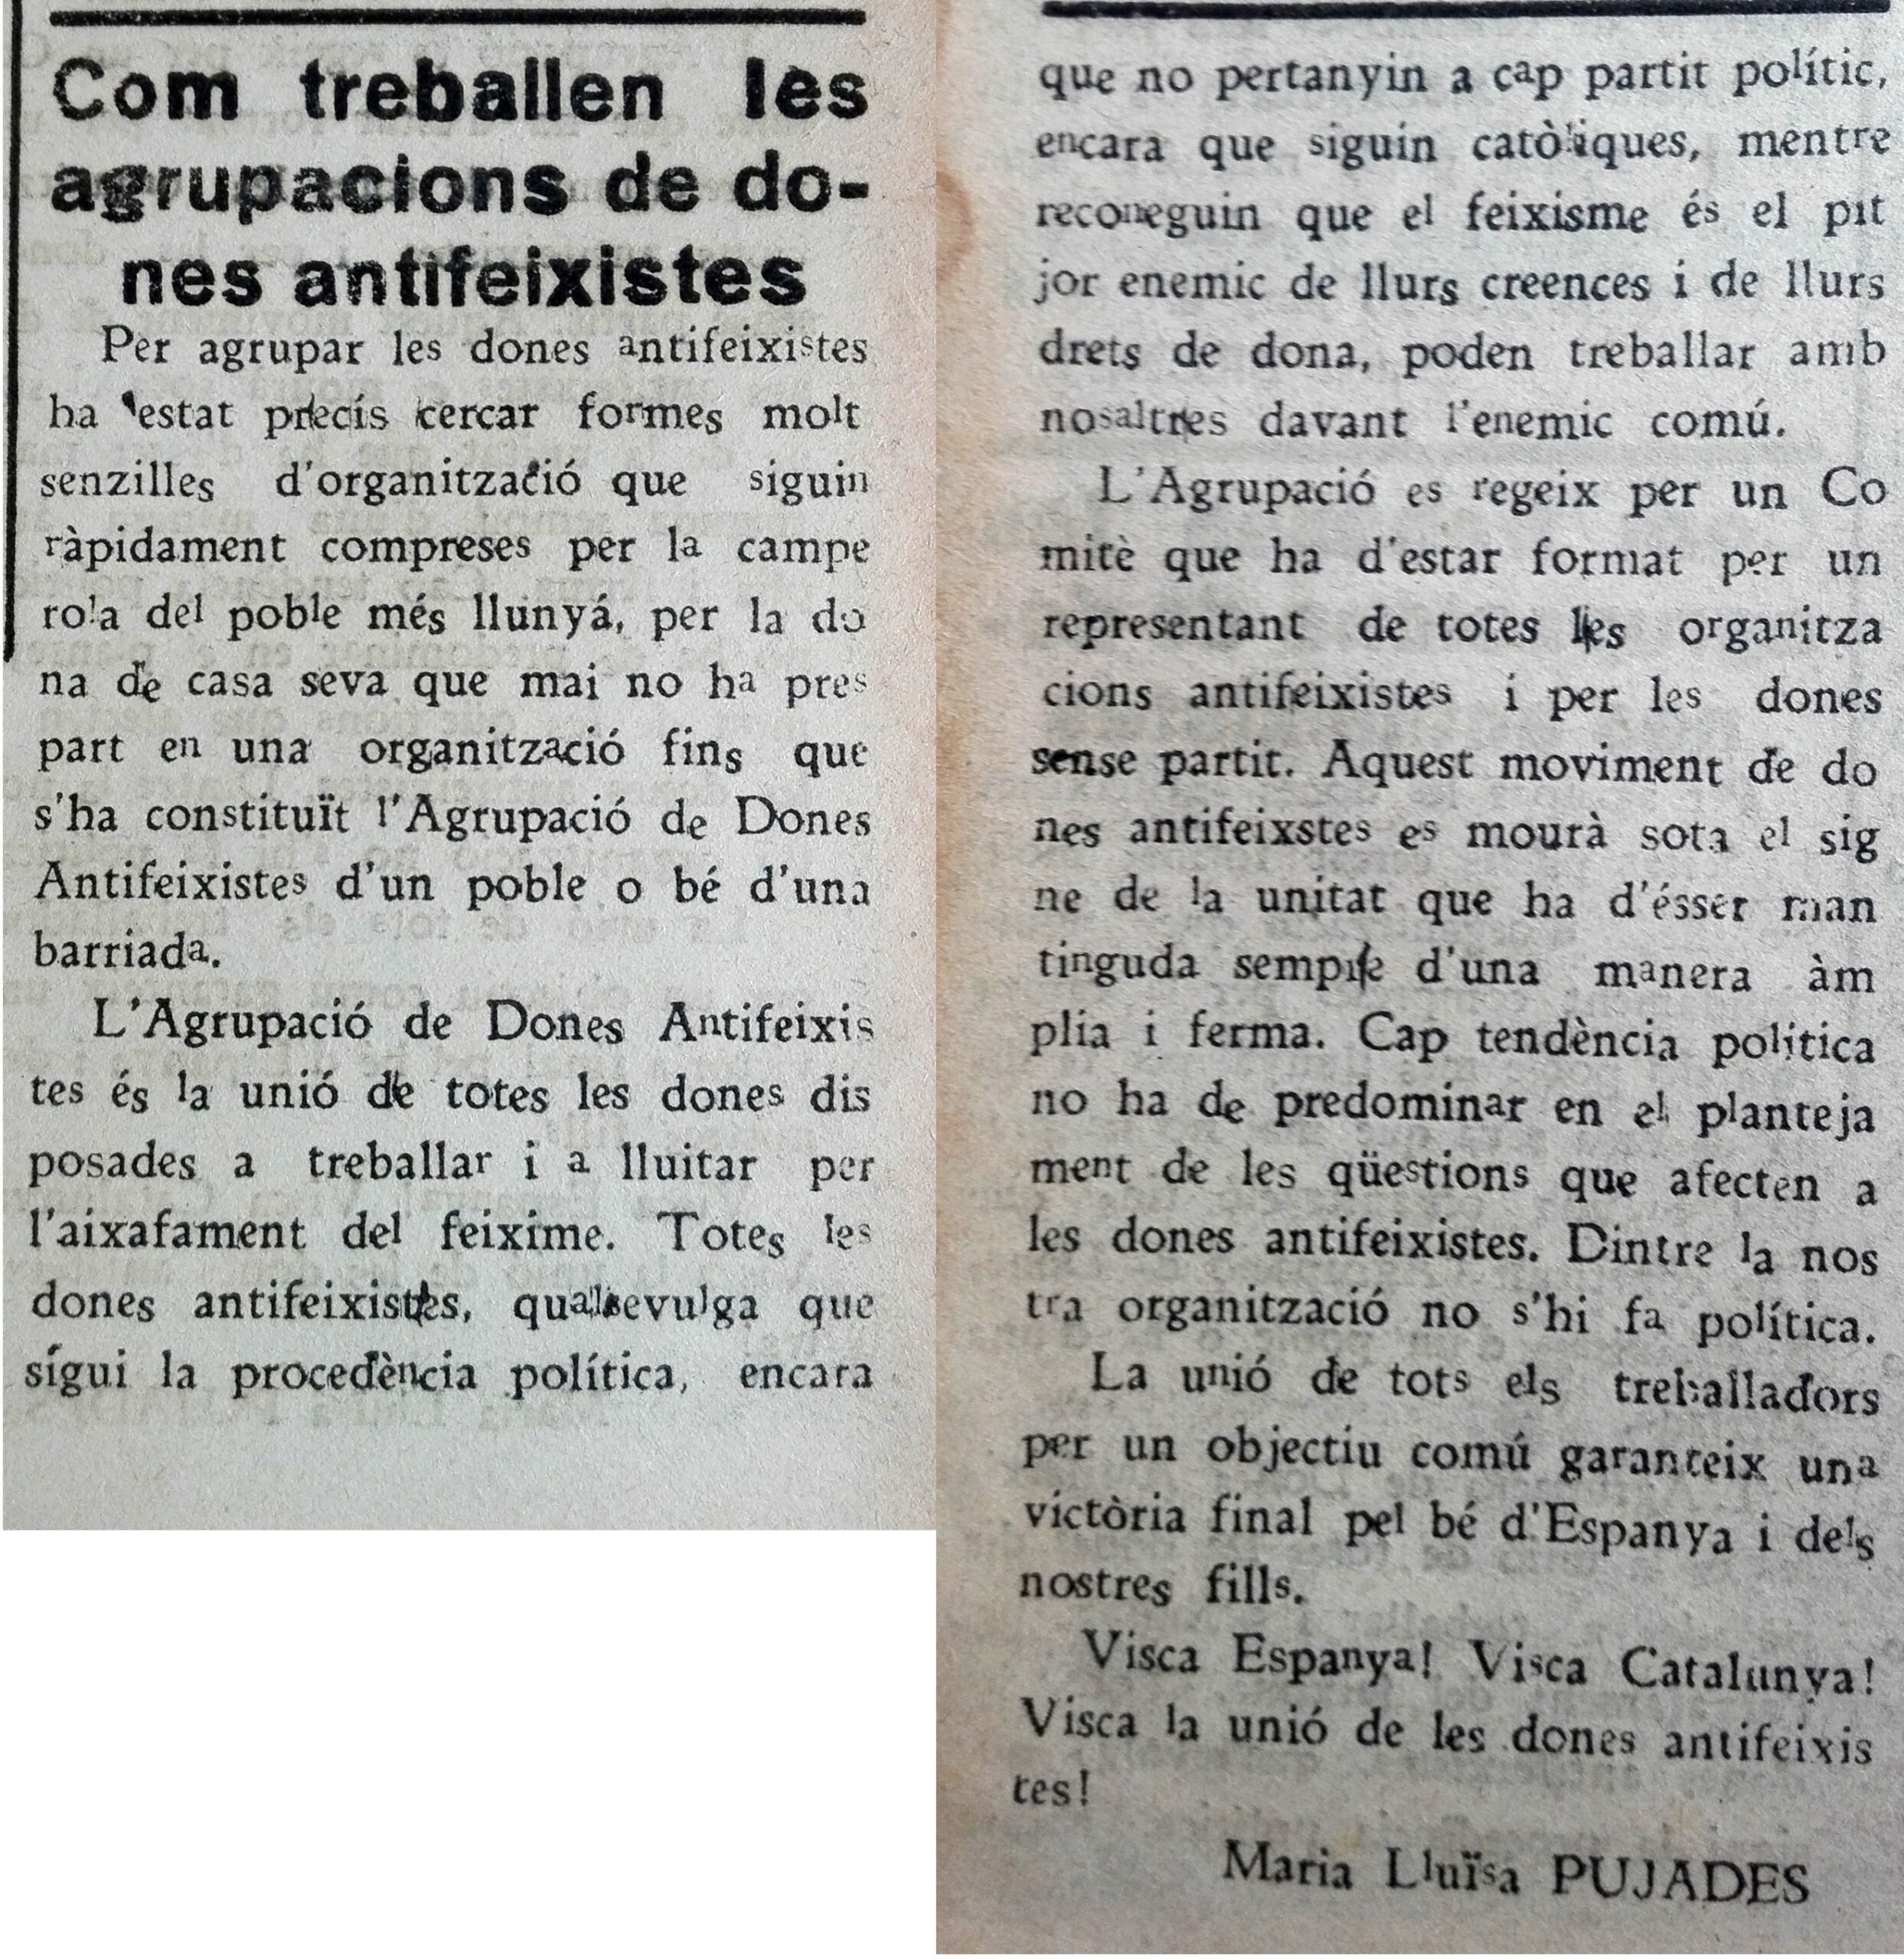 Com treballen les
agrupacions de do-
nes antifeixistes
Per agrupar les dones antifeixistes
ha estat precís cercar formes molt
senzilles d'organització que siguin
ràpidament compreses per la campe
rola del poble més llunyá, per la do
na de casa seva que mai no ha pres
part en una organització fins que
s'ha constituït l'Agrupació de Dones
Antifeixistes d'un poble o bé d'una
barriada.
L'Agrupació de Dones Antifeixis
tes és la unió de totes les dones dis
posades a treballar i a lluitar per
l'aixafament del feixime. Totes les
dones antifeixistes, qualsevulga que
sígui la procedència política, encara
que no pertanyin a cap partit polític,
encara que siguin catòliques, mentre
reconeguin que el feixisme és el pit
jor enemic de llurs creences i de llurs
drets de dona, poden treballar amb
nosaltres davant l'enemic comú.
L'Agrupació es regeix per un Co
mitè que ha d'estar format per un
representant de totes les organitza
cions antifeixistes i per les dones
sense partit. Aquest moviment de do
nes antifeixstes es mourà sota el sig
ne de la unitat que ha d'ésser man
tinguda sempre d'una manera àm
plia i ferma. Cap tendència politica
no ha de predominar en el planteja
ment de les qüestions que afecten a
les dones antifeixistes. Dintre la nos
tra organització no s'hi fa política.
La unió de tots els treballadors
per un objectiu comú garanteix una
victòria final pel bé d'Espanya i dels
nostres fills.
Visca Espanya! Visca Catalunya!
Visca la unió de les dones antifeixis
tes!
Maria Lluïsa PUJADES